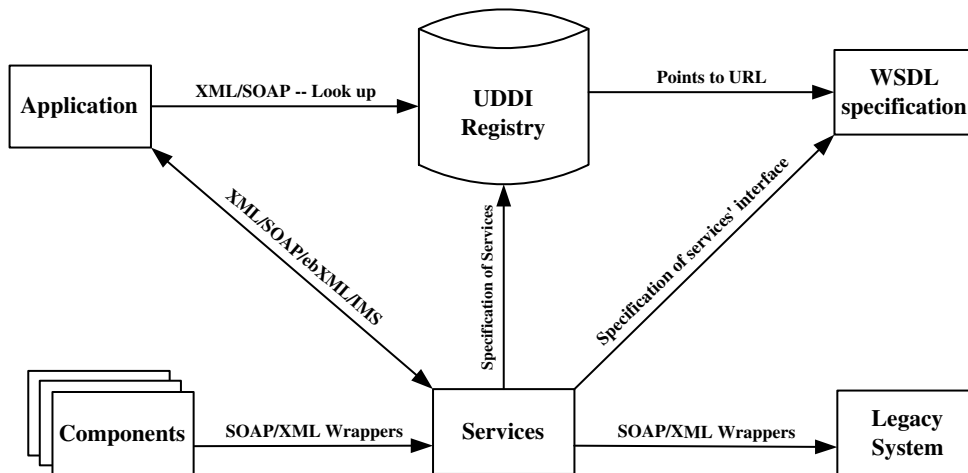 Application
XML/SOAP -- Look up
UDDI
Registry
Points to URL
WSDL
specification
XML/SOAP/ebXML/IMS
Specification of Services
Specification of services' interface
Components
SOAP/XML Wrappers
Services
SOAP/XML Wrappers
Legacy
System